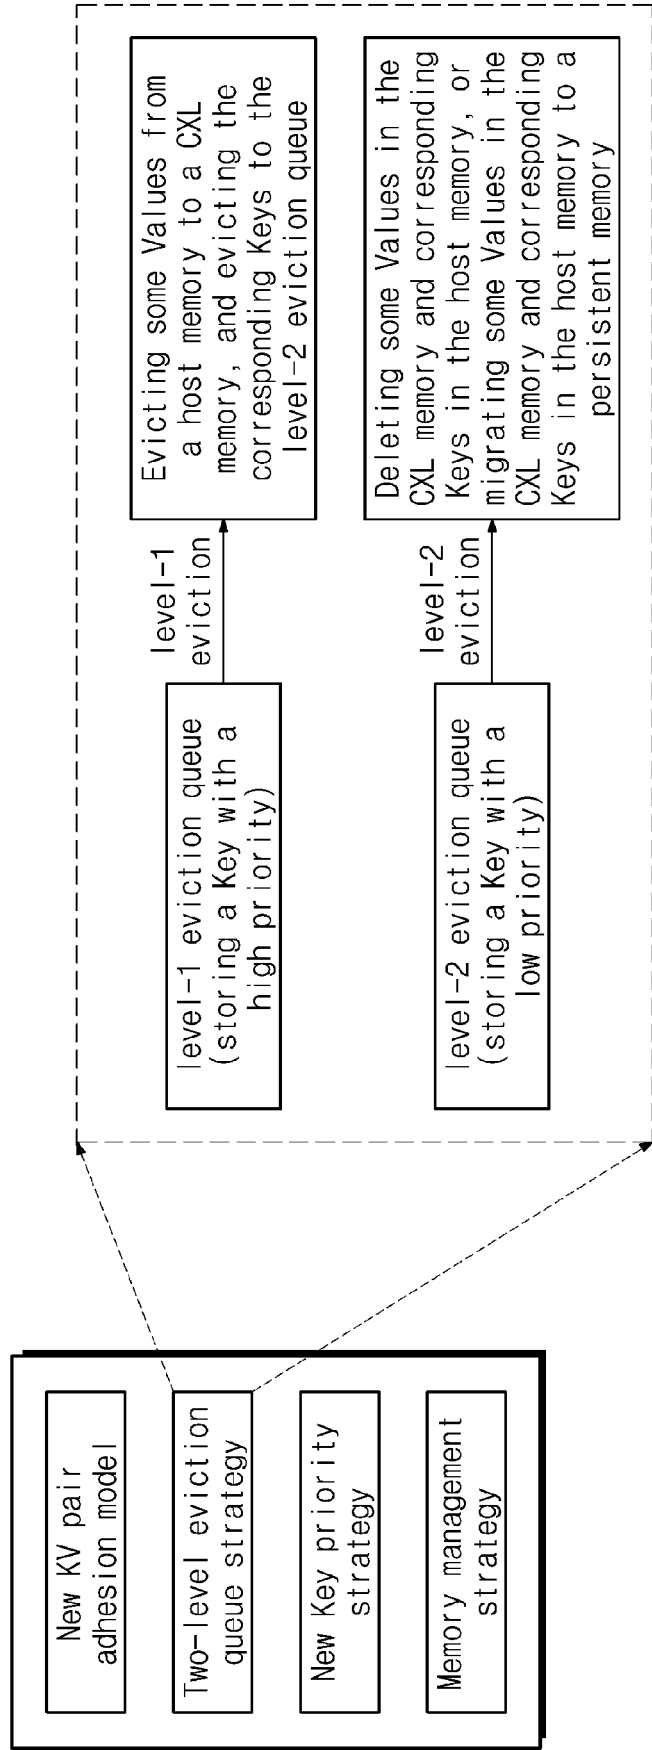 New KV pair
adhesion model
Two-level eviction
queue strategy
New Key priority
strategy
Memory management
strategy
level-1 eviction queue
(storing a Key with a
high priority)
level-1
eviction
Evicting some Values from
a host memory to a CXL
memory, and evicting the
corresponding Keys to the
level-2 eviction queue
level-2 eviction queue
(storing a Key with a
low priority)
level-2
eviction
Deleting some Values in the
CXL memory and corresponding
Keys in the host memory, or
migrating some Values in the
CXL memory and corresponding
Keys in the host memory to a
persistent memory